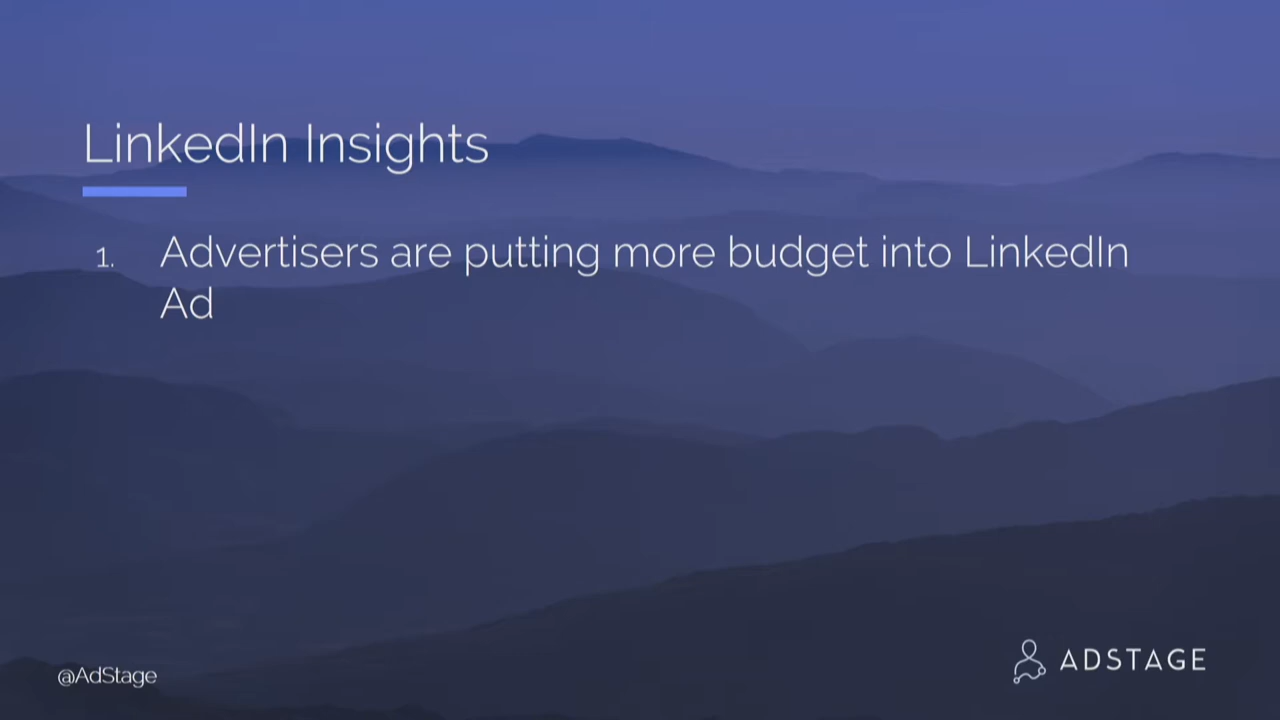 LinkedIn Insights
1. Advertisers are putting more budget into LinkedIn
Ad
@AdStage
ADSTAGE